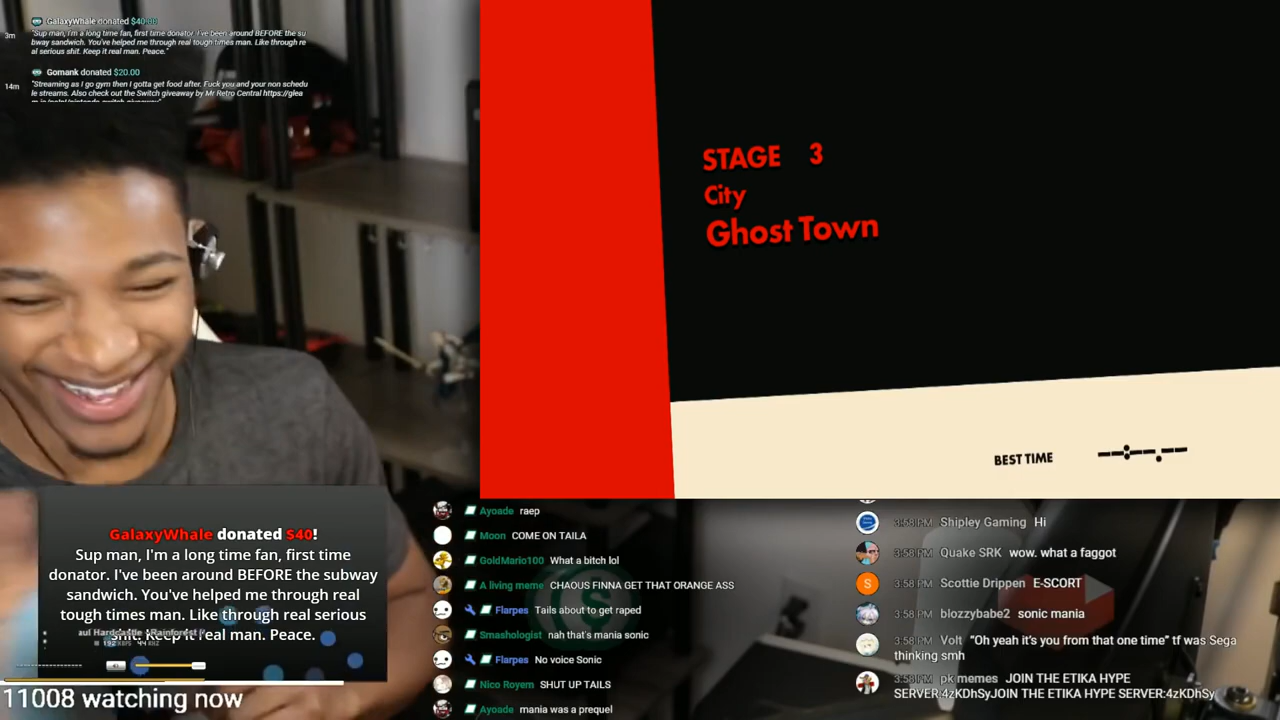 GalaxyWhale donated $40.00
3m
"Sup man, I'm a long time fan, first time donator. I've been around BEFORE the su
bway sandwich. You've helped me through real tough times man. Like through re
al serious shit. Keep it real man. Peace."
Gomank donated $20.00
14m
"Streaming as I go gym then I gotta get food after. Fuck you and your non schedu
le streams. Also check out the Switch giveaway by Mr Retro Central https://glea
STAGE 3
City
Ghost Town
BEST TIME --:--.--
GalaxyWhale donated $40!
Sup man, I'm a long time fan, first time
donator. I've been around BEFORE the subway
sandwich. You've helped me through real
tough times man. Like through real serious
shit. Keep it real man. Peace.
aul Hardcastle - Rainforest
192 KB/S 44 KHZ
11008 watching now
Ayoade raep
Moon COME ON TAILA
GoldMario100 What a bitch lol
A living meme CHAOUS FINNA GET THAT ORANGE ASS
Flarpes Tails about to get raped
Smashologist nah that's mania sonic
Flarpes No voice Sonic
Nico Royem SHUT UP TAILS
Ayoade mania was a prequel
3:58 PM Shipley Gaming Hi
3:58 PM Quake SRK wow. what a faggot
3:58 PM Scottie Drippen E-SCORT
3:58 PM blozzybabe2 sonic mania
3:58 PM Volt "Oh yeah it's you from that one time" tf was Sega
thinking smh
3:58 PM pk memes JOIN THE ETIKA HYPE
SERVER:4zKDhSyJOIN THE ETIKA HYPE SERVER:4zKDhSy